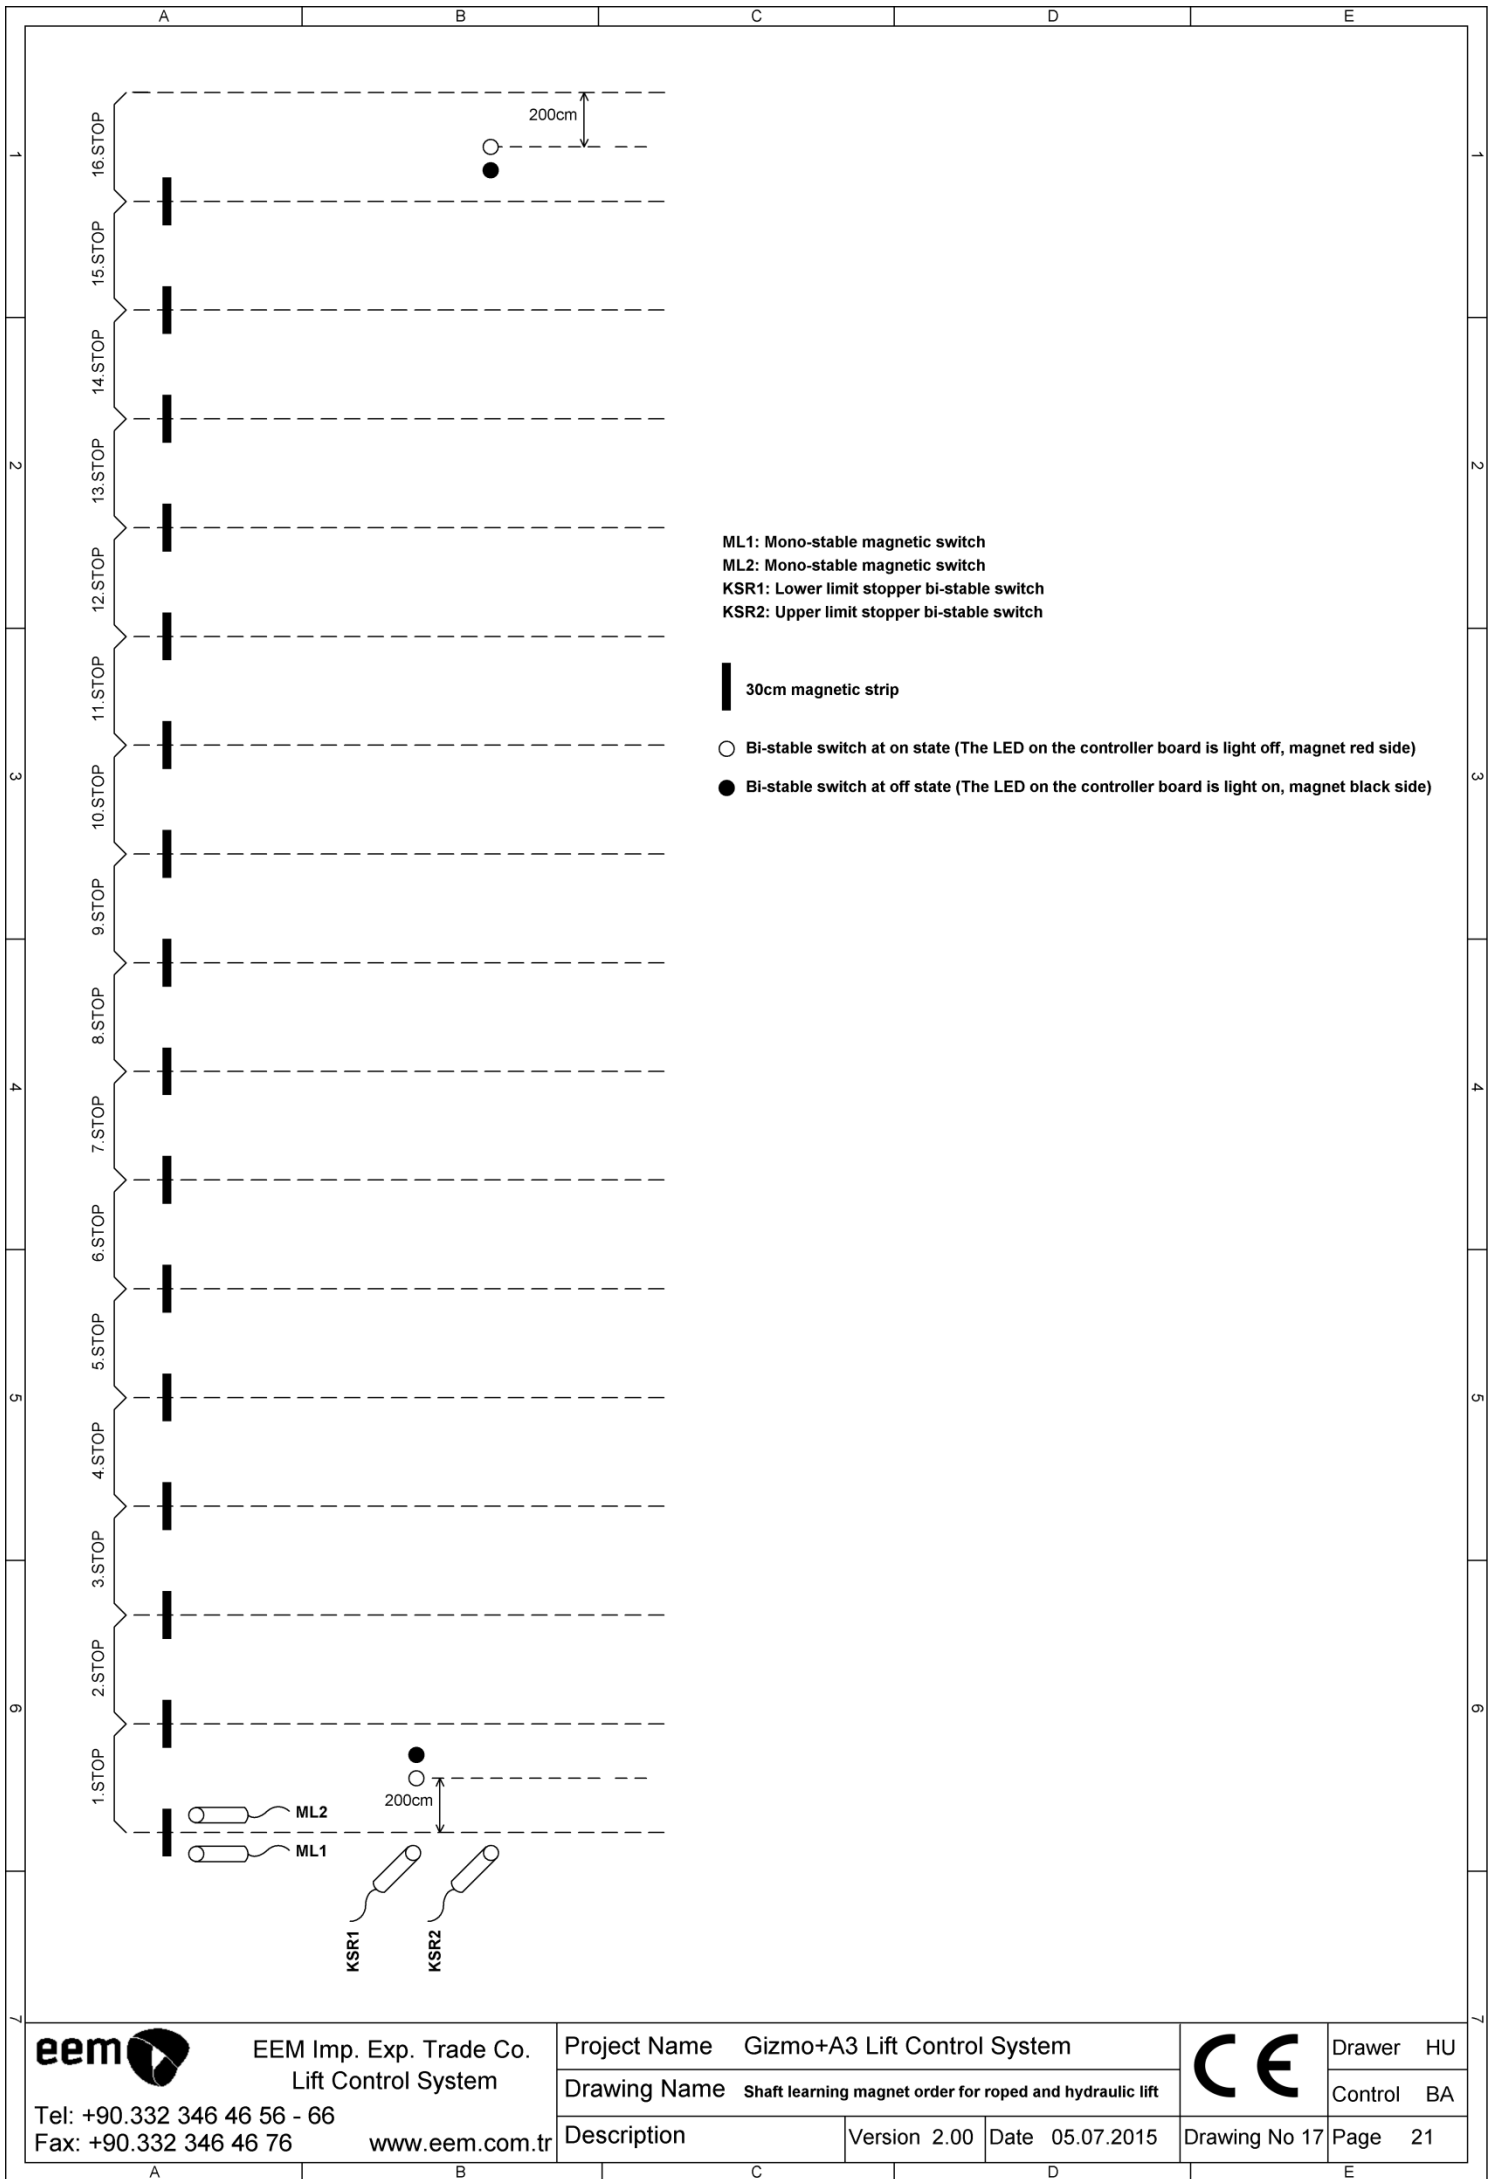 A B C D E
200cm
16.STOP
1 1
15.STOP
14.STOP
13.STOP
2 2
12.STOP
11.STOP
10.STOP
3 3
9.STOP
8.STOP
7.STOP
4 4
6.STOP
5.STOP
4.STOP
5 5
3.STOP
2.STOP
1.STOP
6 6
ML1: Mono-stable magnetic switch
ML2: Mono-stable magnetic switch
KSR1: Lower limit stopper bi-stable switch
KSR2: Upper limit stopper bi-stable switch
30cm magnetic strip
Bi-stable switch at on state (The LED on the controller board is light off, magnet red side)
Bi-stable switch at off state (The LED on the controller board is light on, magnet black side)
200cm
ML2
ML1
KSR1
KSR2
7 7
eem
EEM Imp. Exp. Trade Co.
Lift Control System
Tel: +90.332 346 46 56 - 66
Fax: +90.332 346 46 76 www.eem.com.tr
Project Name Gizmo+A3 Lift Control System
Drawing Name Shaft learning magnet order for roped and hydraulic lift
Description Version 2.00 Date 05.07.2015
CE
Drawing No 17
Drawer HU
Control BA
Page 21
A B C D E